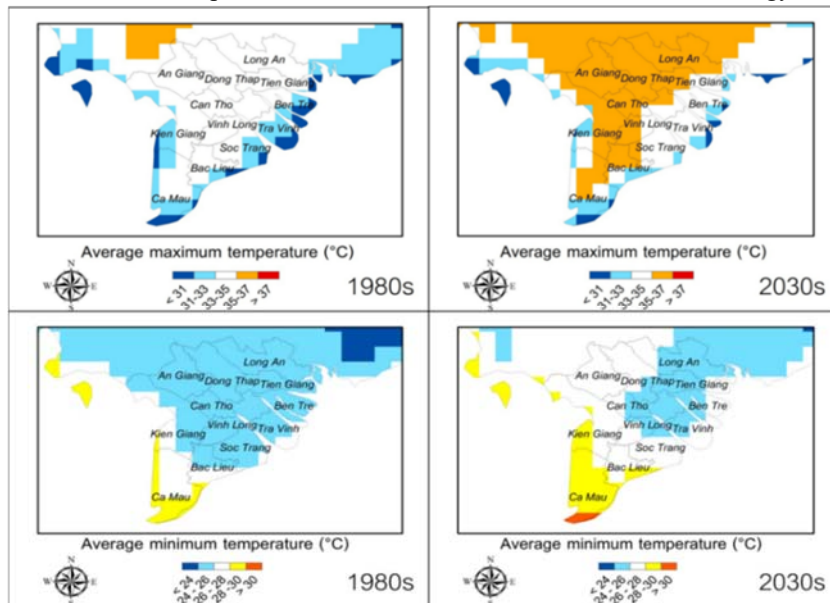 Long An
An Giang
Dong Thap
Tien Giang
Can Tho
Ben Tre
Vinh Long
Kien Giang
Tra Vinh
Soc Trang
Bac Lieu
Ca Mau
Average maximum temperature (°C)
N
W E
S
< 31 31-33 33-35 35-37 > 37
1980s
Long An
An Giang
Dong Thap
Tien Giang
Can Tho
Ben Tre
Vinh Long
Kien Giang
Tra Vinh
Soc Trang
Bac Lieu
Ca Mau
Average maximum temperature (°C)
N
W E
S
< 31 31-33 33-35 35-37 > 37
2030s
Long An
An Giang
Dong Thap
Tien Giang
Can Tho
Ben Tre
Vinh Long
Kien Giang
Tra Vinh
Soc Trang
Bac Lieu
Ca Mau
Average minimum temperature (°C)
N
W E
S
< 24 24 - 26 26 - 28 28 -30 > 30
1980s
Long An
An Giang
Dong Thap
Tien Giang
Can Tho
Ben Tre
Vinh Long
Kien Giang
Tra Vinh
Soc Trang
Bac Lieu
Ca Mau
Average minimum temperature (°C)
N
W E
S
< 24 24 - 26 26 - 28 28 -30 > 30
2030s